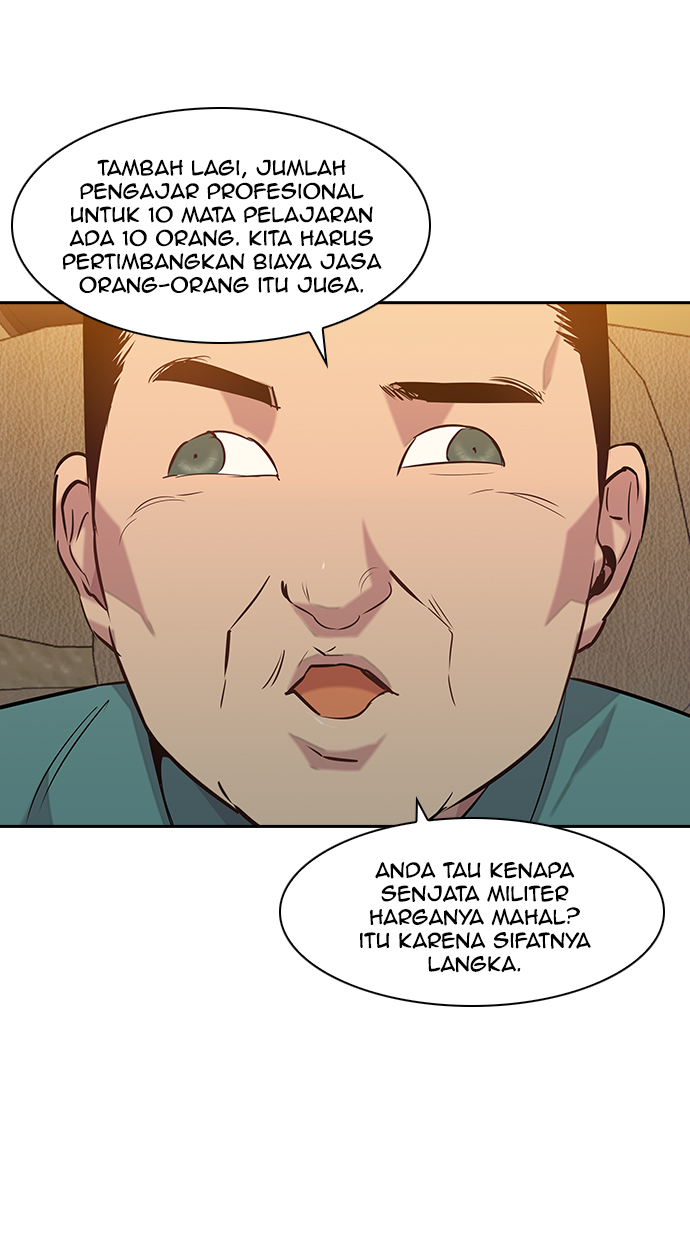 TAMBAH LAGI, JUMLAH
PENGAJAR PROFESIONAL
UNTUK 10 MATA PELAJARAN
ADA 10 ORANG. KITA HARUS
PERTIMBANGKAN BIAYA JASA
ORANG-ORANG ITU JUGA.
ANDA TAU KENAPA
SENJATA MILITER
HARGANYA MAHAL?
ITU KARENA SIFATNYA
LANGKA.